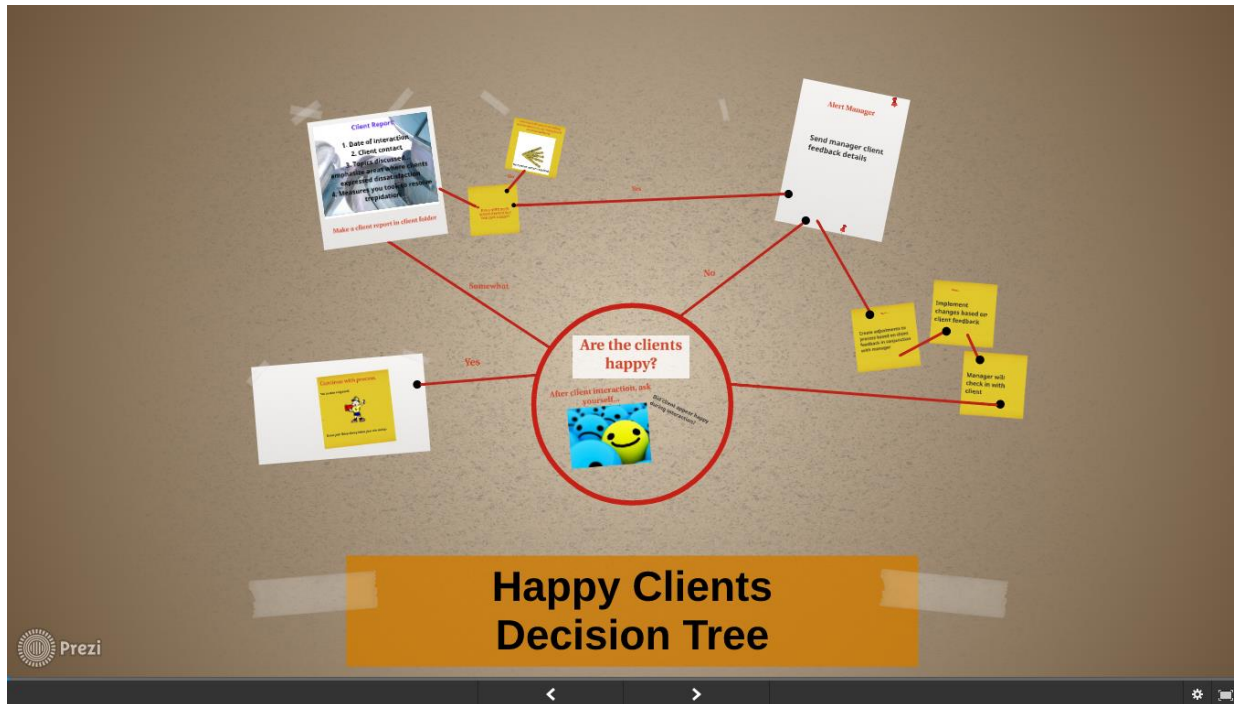 Client Report:
1. Date of interaction
2. Client contact
3. Topics discussed...
emphasize areas where clients
expressed dissatisfaction
4. Measures you took to resolve
trepidation
Make a client report in client folder
Yes
Alert Manager
Send manager client
feedback details
Somewhat
No
Yes
Continue with process
Are the clients
happy?
After client interaction, ask
yourself...
Did client appear happy
during interaction?
Create adjustments to
process based on client
feedback in conjunction
with manager
Implement
changes based on
client feedback
Manager will
check in with
client
Happy Clients
Decision Tree
Prezi